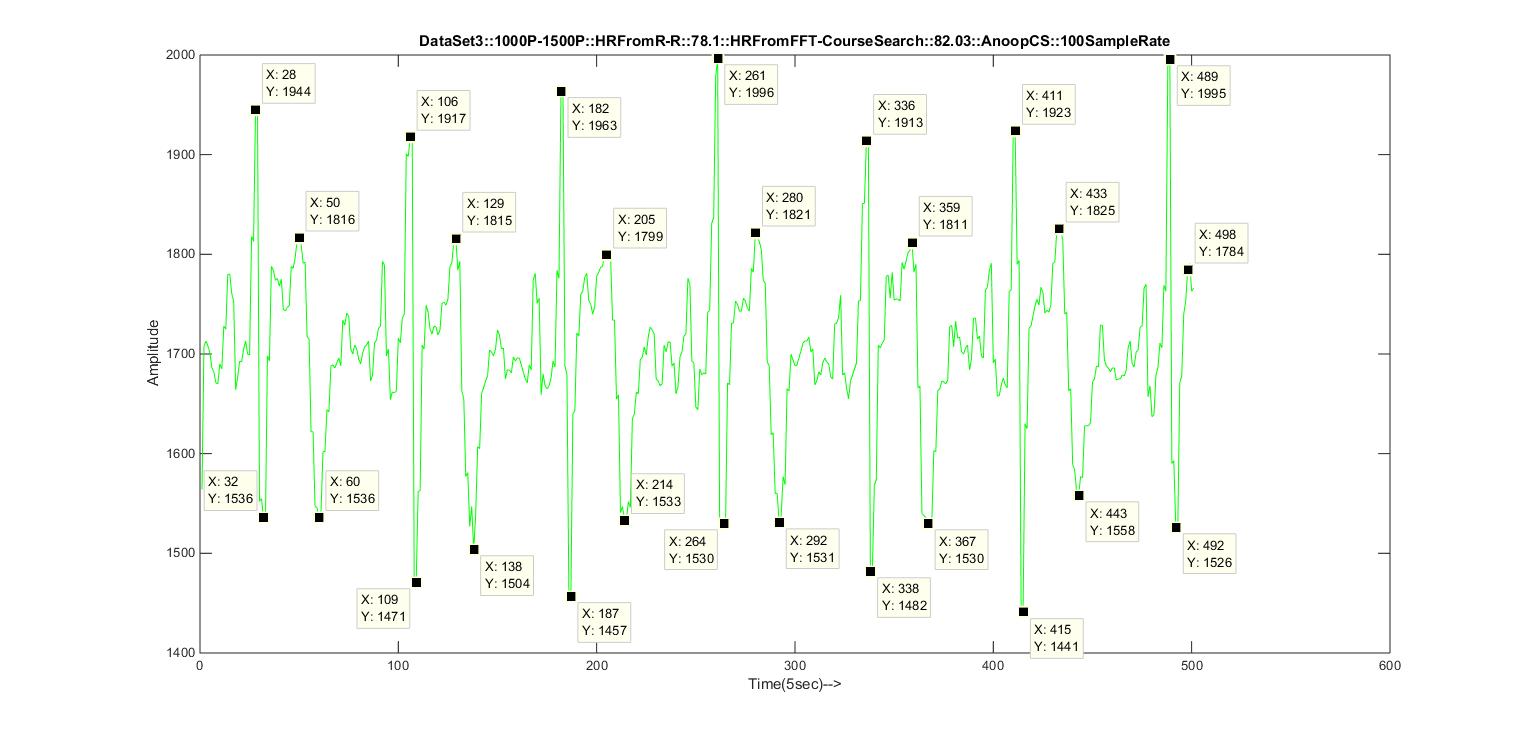 DataSet3::1000P-1500P::HRFromR-R::78.1::HRFromFFT-CourseSearch::82.03::AnoopCS::100SampleRate
2000
1900
1800
1700
1600
1500
1400
Amplitude
X: 28
Y: 1944
X: 32
Y: 1536
X: 50
Y: 1816
X: 60
Y: 1536
X: 106
Y: 1917
X: 109
Y: 1471
X: 129
Y: 1815
X: 138
Y: 1504
X: 182
Y: 1963
X: 187
Y: 1457
X: 205
Y: 1799
X: 214
Y: 1533
X: 261
Y: 1996
X: 264
Y: 1530
X: 280
Y: 1821
X: 292
Y: 1531
X: 336
Y: 1913
X: 338
Y: 1482
X: 359
Y: 1811
X: 367
Y: 1530
X: 411
Y: 1923
X: 415
Y: 1441
X: 433
Y: 1825
X: 443
Y: 1558
X: 489
Y: 1995
X: 492
Y: 1526
X: 498
Y: 1784
0 100 200 300 400 500 600
Time(5sec)-->